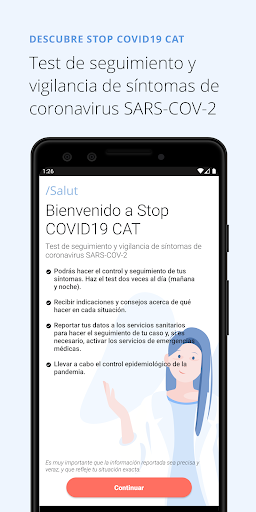 DESCUBRE STOP COVID19 CAT
Test de seguimiento y
vigilancia de síntomas de
coronavirus SARS-COV-2
1:26
/Salut
Bienvenido a Stop
COVID19 CAT
Test de seguimiento y vigilancia de síntomas de
coronavirus SARS-COV-2
Podrás hacer el control y seguimiento de tus
síntomas. Haz el test dos veces al día (mañana
y noche).
Recibir indicaciones y consejos acerca de qué
hacer en cada situación.
Reportar tus datos a los servicios sanitarios
para hacer el seguimiento de tu caso y, si es
necesario, activar los servicios de emergencias
médicas.
Llevar a cabo el control epidemiológico de la
pandemia.
Es muy importante que la información reportada sea precisa y
veraz, y que refleje tu situación exacta.
Continuar